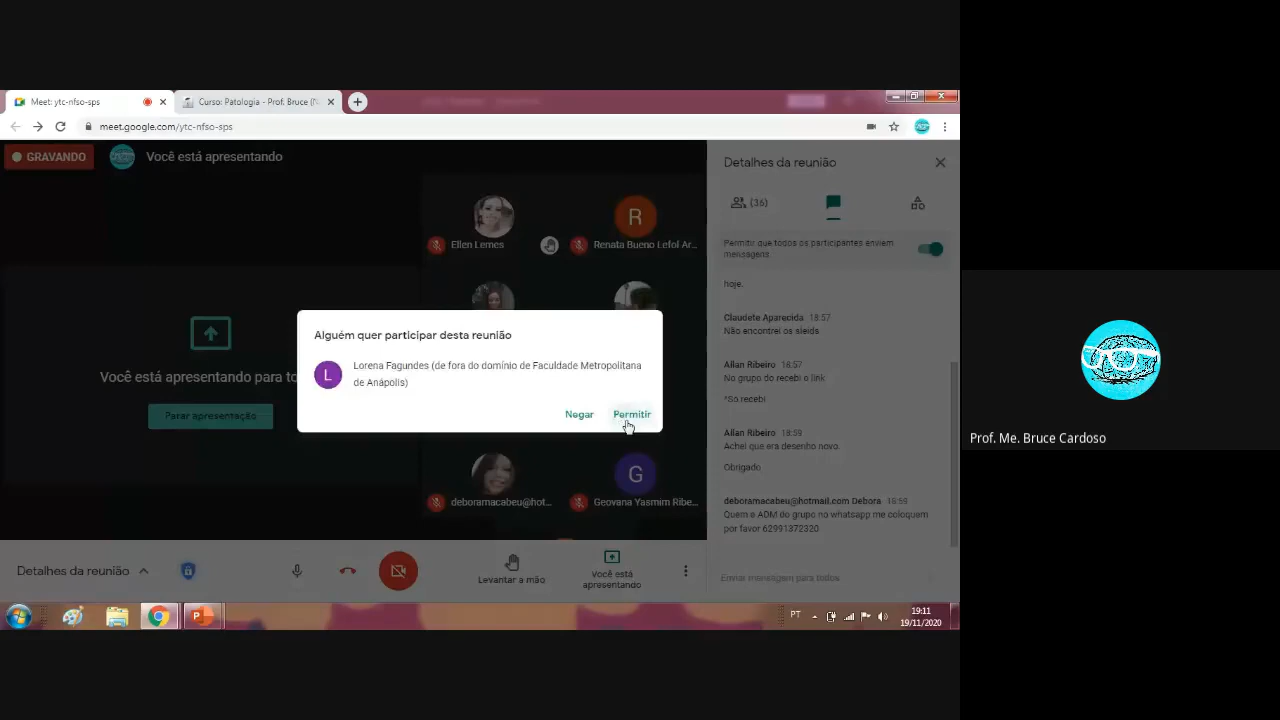 Meet: ytc-nfso-sps
Curso: Patologia - Prof. Bruce (N
meet.google.com/ytc-nfso-sps
GRAVANDO
Você está apresentando
Detalhes da reunião
(36)
Ellen Lemes
Renata Bueno Lefol Ar...
Permitir que todos os participantes enviem
mensagens.
hoje.
Claudete Aparecida 18:57
Não encontrei os sleids
Allan Ribeiro 18:57
No grupo do recebi o link
*So recebi
Allan Ribeiro 18:59
Achei que era desenho novo.
Obrigado
deboramacabeu@hotmail.com Debora 18:59
Quem e ADM do grupo no whatsapp me coloquem
por favor 62991372320
Enviar mensagem para todos
Você está apresentando para to
Parar apresentação
Alguém quer participar desta reunião
L
Lorena Fagundes (de fora do domínio de Faculdade Metropolitana
de Anápolis)
Negar
Permitir
R
G
deboramacabeu@hot...
Geovana Yasmim Ribe...
Detalhes da reunião
Levantar a mão
Você está
apresentando
PT
19:11
19/11/2020
Prof. Me. Bruce Cardoso